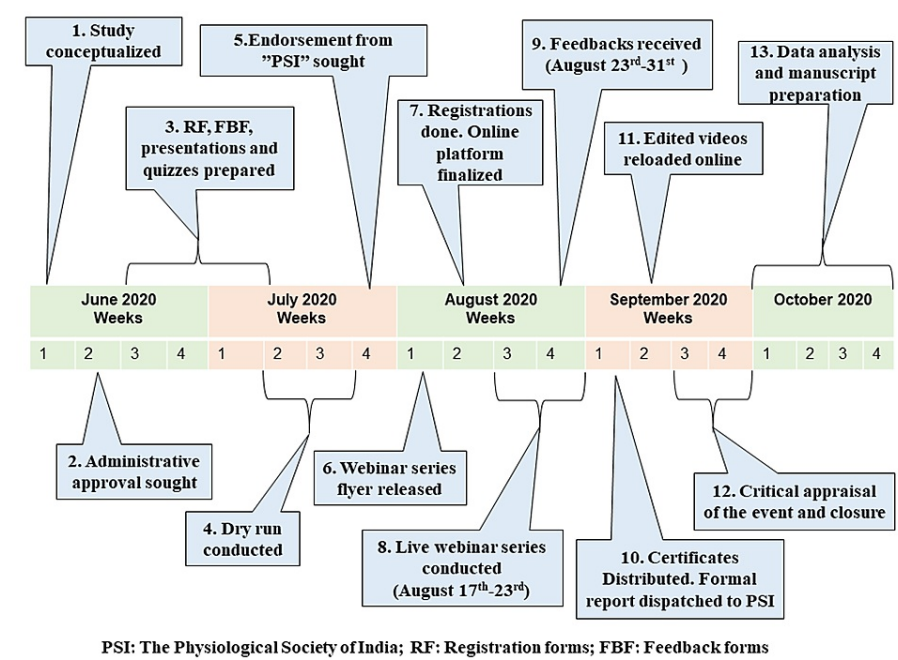 1. Study
conceptualized
5.Endorsement from
”PSI” sought
9. Feedbacks received
(August 23rd-31st )
13. Data analysis
and manuscript
preparation
3. RF, FBF,
presentations and
quizzes prepared
7. Registrations
done. Online
platform
finalized
11. Edited videos
reloaded online
June 2020
Weeks
July 2020
Weeks
August 2020
Weeks
September 2020
Weeks
October 2020
1 2 3 4 1 2 3 4 1 2 3 4 1 2 3 4 1 2 3 4
2. Administrative
approval sought
4. Dry run
conducted
6. Webinar series
flyer released
8. Live webinar series
conducted
(August 17th-23rd)
10. Certificates
Distributed. Formal
report dispatched to PSI
12. Critical appraisal
of the event and closure
PSI: The Physiological Society of India; RF: Registration forms; FBF: Feedback forms